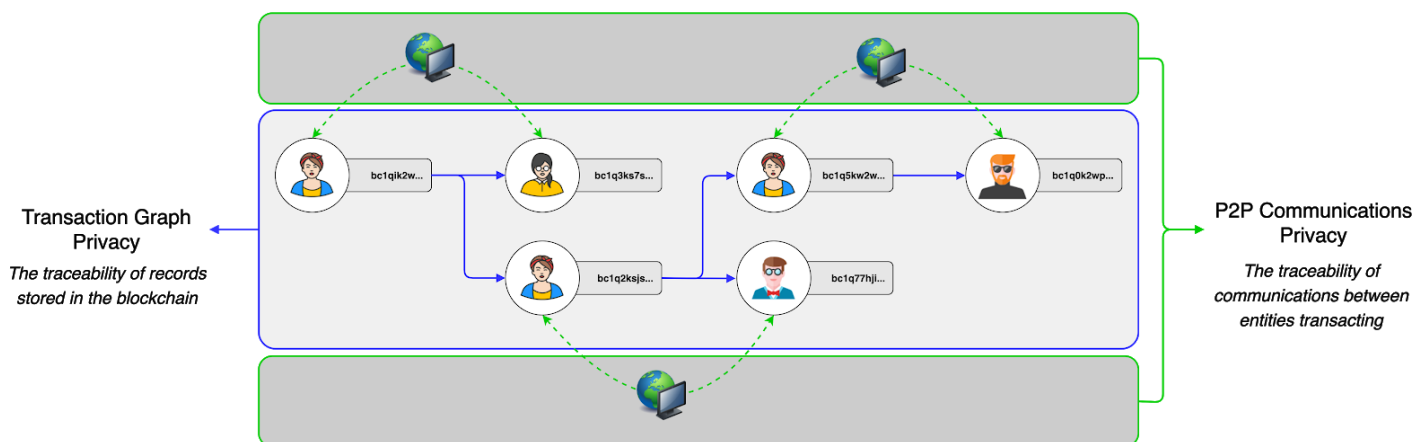 bc1qik2w...
bc1q3ks7s...
bc1q5kw2w...
bc1q0k2wp...
Transaction Graph
Privacy
The traceability of records
stored in the blockchain
bc1q2ksjs...
bc1q77hji...
P2P Communications
Privacy
The traceability of
communications between
entities transacting